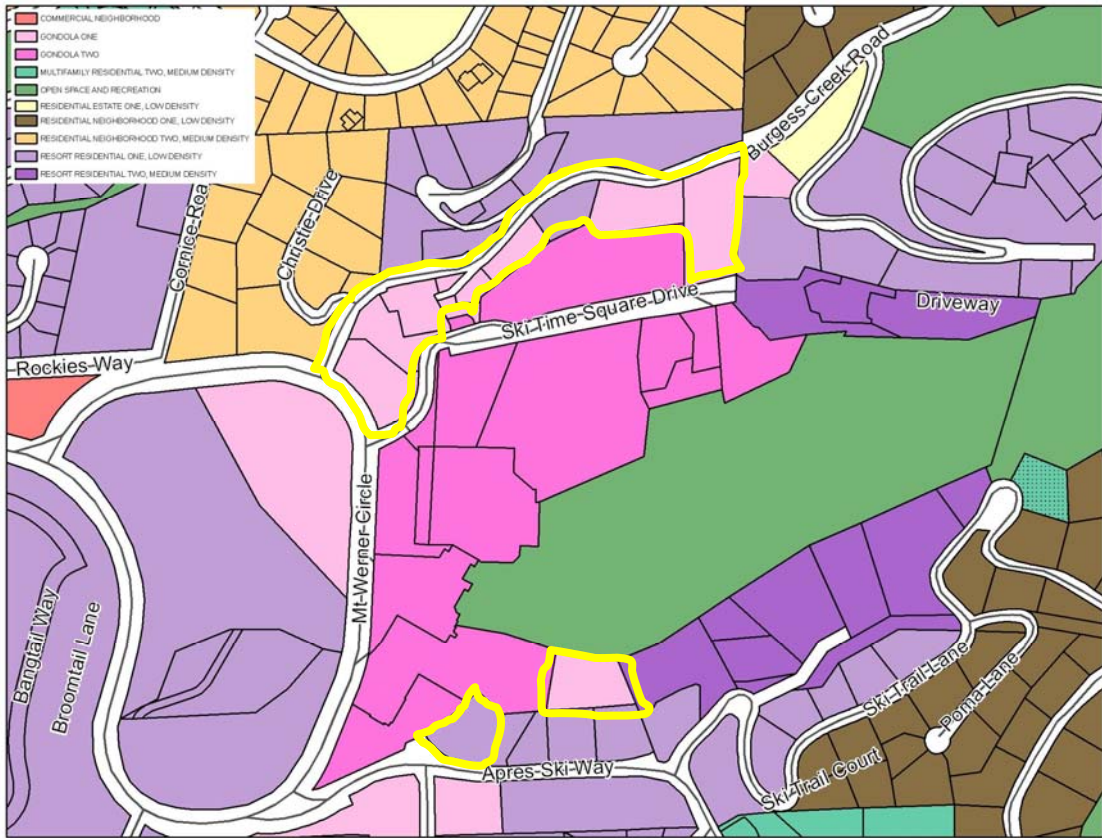 COMMERCIAL NEIGHBORHOOD
GONDOLA ONE
GONDOLA TWO
MULTIFAMILY RESIDENTIAL TWO, MEDIUM DENSITY
OPEN SPACE AND RECREATION
RESIDENTIAL ESTATE ONE, LOW DENSITY
RESIDENTIAL NEIGHBORHOOD ONE, LOW DENSITY
RESIDENTIAL NEIGHBORHOOD TWO, MEDIUM DENSITY
RESORT RESIDENTIAL ONE, LOW DENSITY
RESORT RESIDENTIAL TWO, MEDIUM DENSITY
Burgess Creek Road
Cornice Road
Christie Drive
Driveway
Ski Time Square Drive
Rockies Way
Mt Werner Circle
Bangtail Way
Broomtail Lane
Ski Trail Lane
Poma Lane
Apres Ski Way
Ski Trail Court